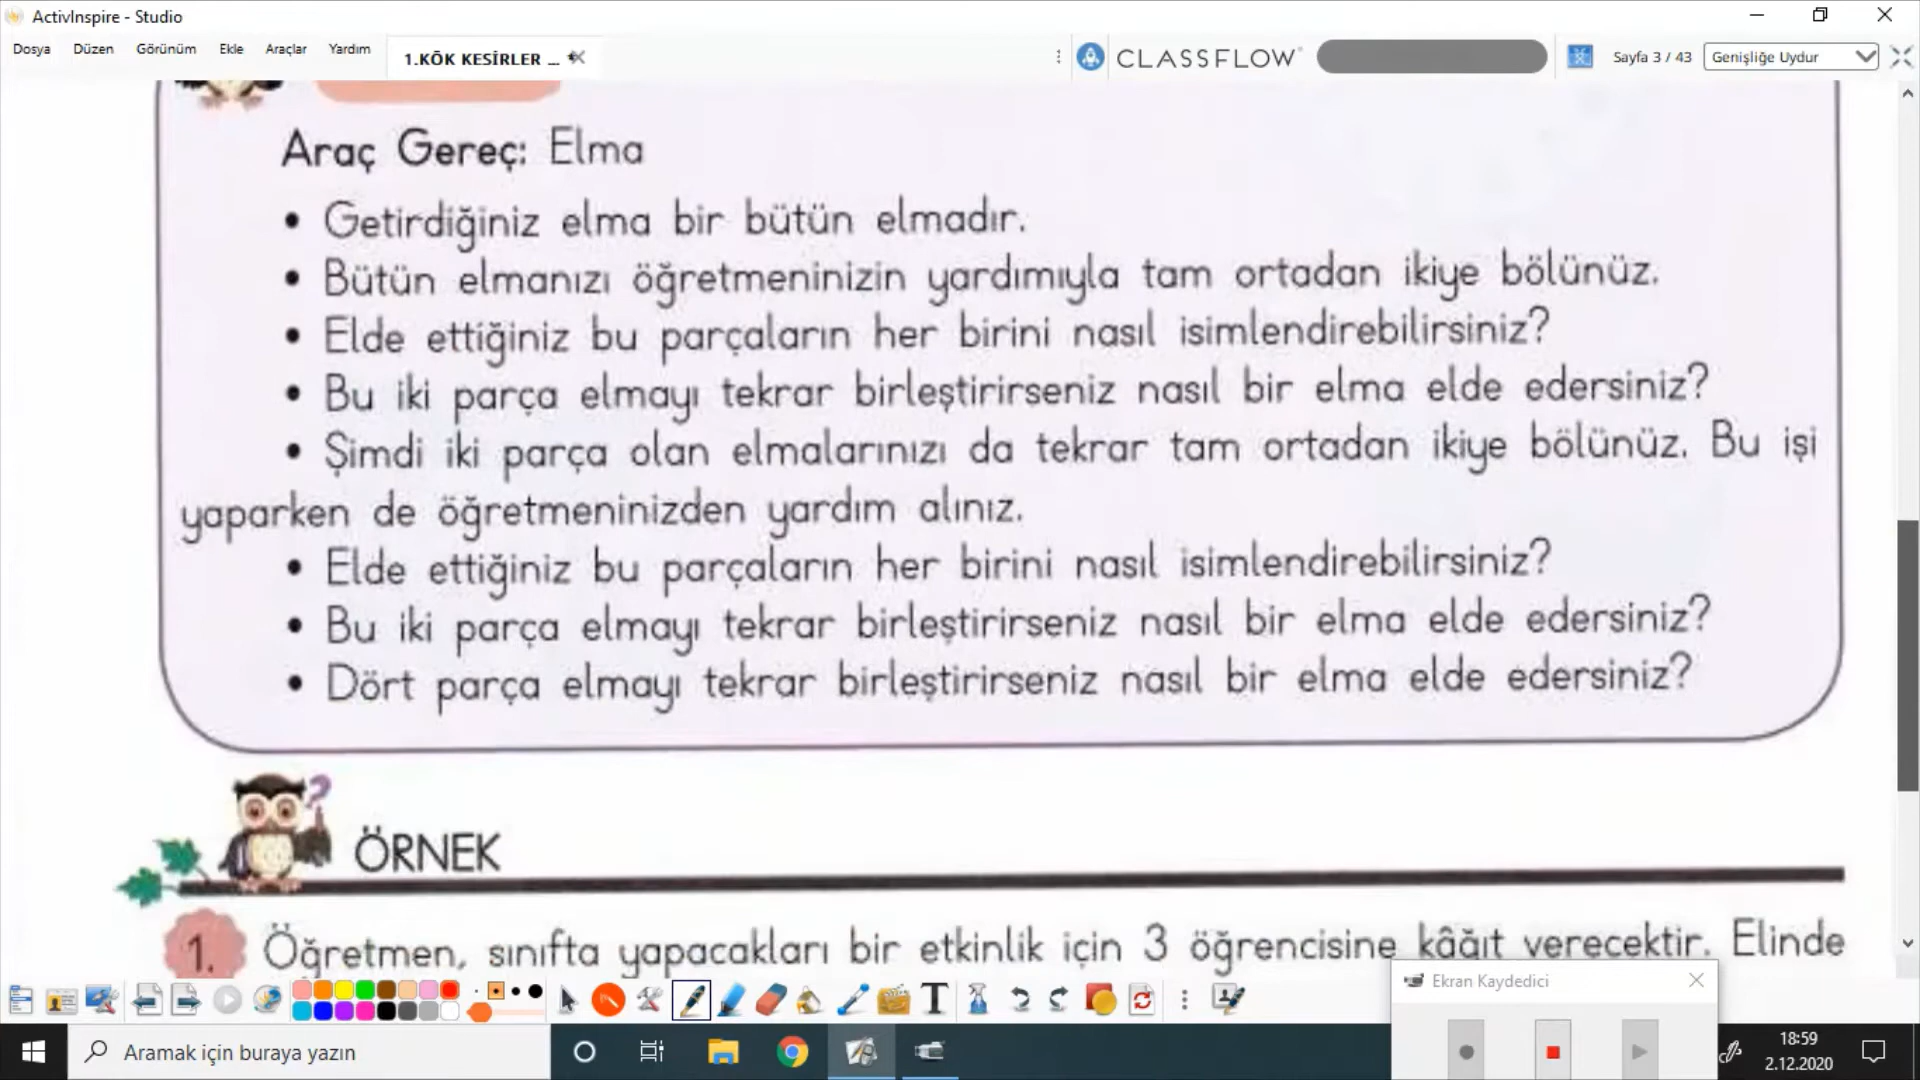 ActivInspire - Studio
Dosya Düzen Görünüm Ekle Araçlar Yardım
1.KÖK KESİRLER ...
CLASSFLOW
Sayfa 3 / 43
Genişliğe Uydur
Araç Gereç: Elma
• Getirdiğiniz elma bir bütün elmadır.
• Bütün elmanızı öğretmeninizin yardımıyla tam ortadan ikiye bölünüz.
• Elde ettiğiniz bu parçaların her birini nasıl isimlendirebilirsiniz?
• Bu iki parça elmayı tekrar birleştirirseniz nasıl bir elma elde edersiniz?
• Şimdi iki parça olan elmalarınızı da tekrar tam ortadan ikiye bölünüz. Bu işi
yaparken de öğretmeninizden yardım alınız.
• Elde ettiğiniz bu parçaların her birini nasıl isimlendirebilirsiniz?
• Bu iki parça elmayı tekrar birleştirirseniz nasıl bir elma elde edersiniz?
• Dört parça elmayı tekrar birleştirirseniz nasıl bir elma elde edersiniz?
ÖRNEK
1. Öğretmen, sınıfta yapacakları bir etkinlik için 3 öğrencisine kâğıt verecektir. Elinde
Ekran Kaydedici
Aramak için buraya yazın
18:59
2.12.2020